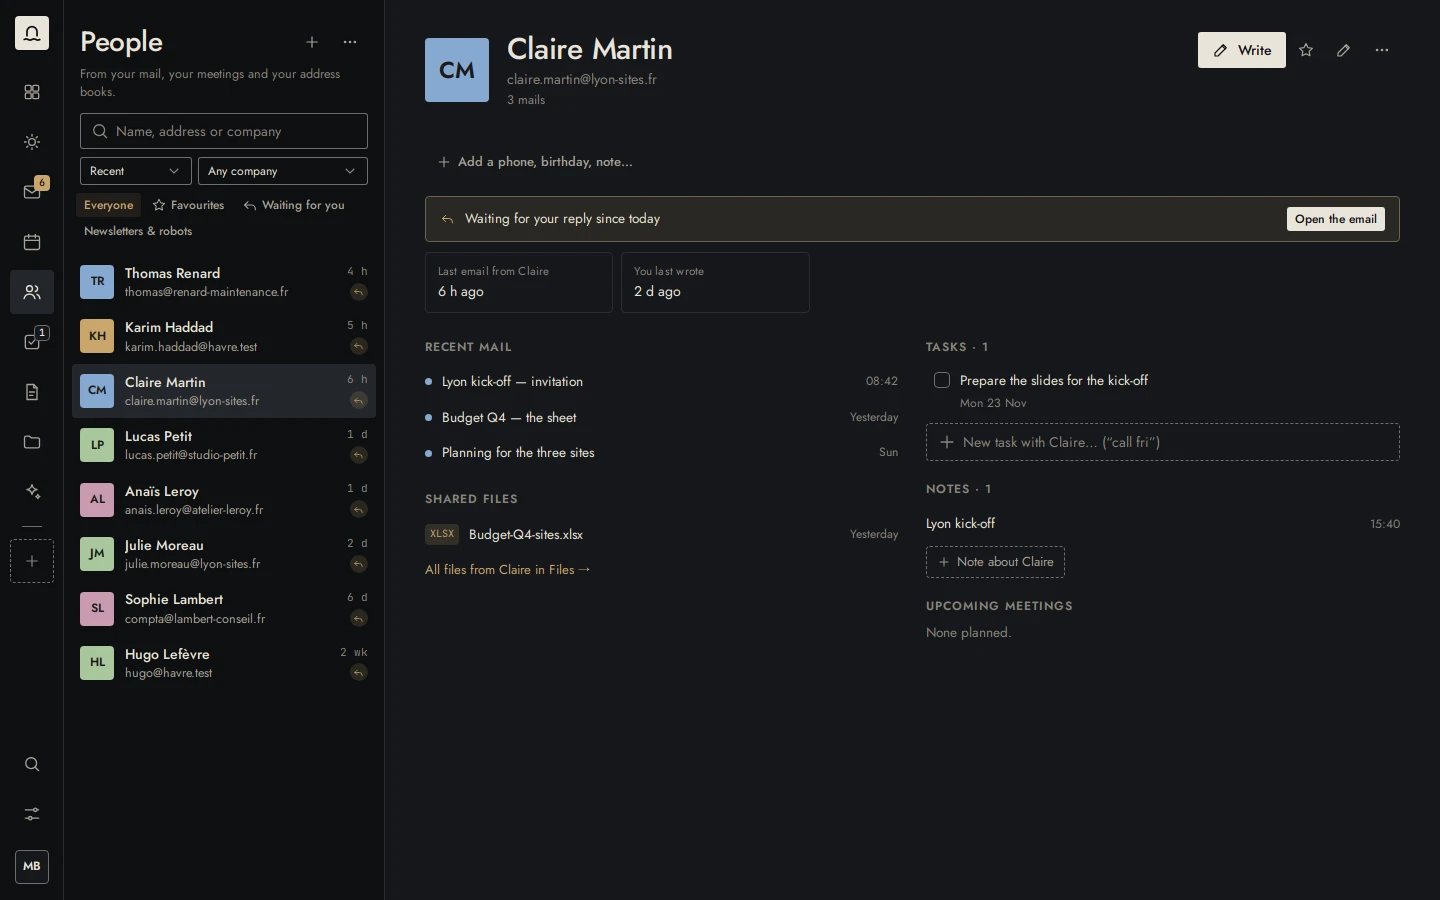 People
From your mail, your meetings and your address
books.
Name, address or company
Recent
Any company
Everyone
Favourites
Waiting for you
Newsletters & robots
TR
Thomas Renard
4 h
thomas@renard-maintenance.fr
KH
Karim Haddad
5 h
karim.haddad@havre.test
CM
Claire Martin
6 h
claire.martin@lyon-sites.fr
LP
Lucas Petit
1 d
lucas.petit@studio-petit.fr
AL
Anaïs Leroy
1 d
anais.leroy@atelier-leroy.fr
JM
Julie Moreau
2 d
julie.moreau@lyon-sites.fr
SL
Sophie Lambert
6 d
compta@lambert-conseil.fr
HL
Hugo Lefèvre
2 wk
hugo@havre.test
6
1
MB
CM
Claire Martin
claire.martin@lyon-sites.fr
3 mails
Write
Add a phone, birthday, note...
Waiting for your reply since today
Open the email
Last email from Claire
6 h ago
You last wrote
2 d ago
RECENT MAIL
Lyon kick-off — invitation
08:42
Budget Q4 — the sheet
Yesterday
Planning for the three sites
Sun
SHARED FILES
XLSX
Budget-Q4-sites.xlsx
Yesterday
All files from Claire in Files →
TASKS · 1
Prepare the slides for the kick-off
Mon 23 Nov
New task with Claire... (“call fri”)
NOTES · 1
Lyon kick-off
15:40
Note about Claire
UPCOMING MEETINGS
None planned.